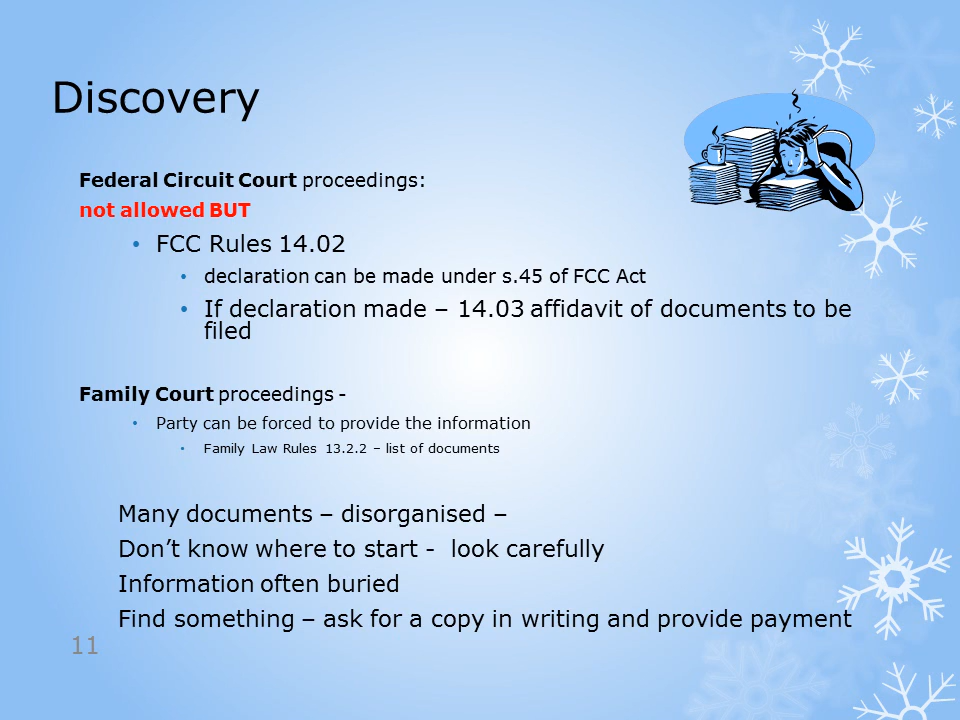 Discovery
Federal Circuit Court proceedings:
not allowed BUT
• FCC Rules 14.02
• declaration can be made under s.45 of FCC Act
• If declaration made – 14.03 affidavit of documents to be
filed
Family Court proceedings -
• Party can be forced to provide the information
• Family Law Rules 13.2.2 – list of documents
Many documents – disorganised –
Don’t know where to start - look carefully
Information often buried
Find something – ask for a copy in writing and provide payment
11